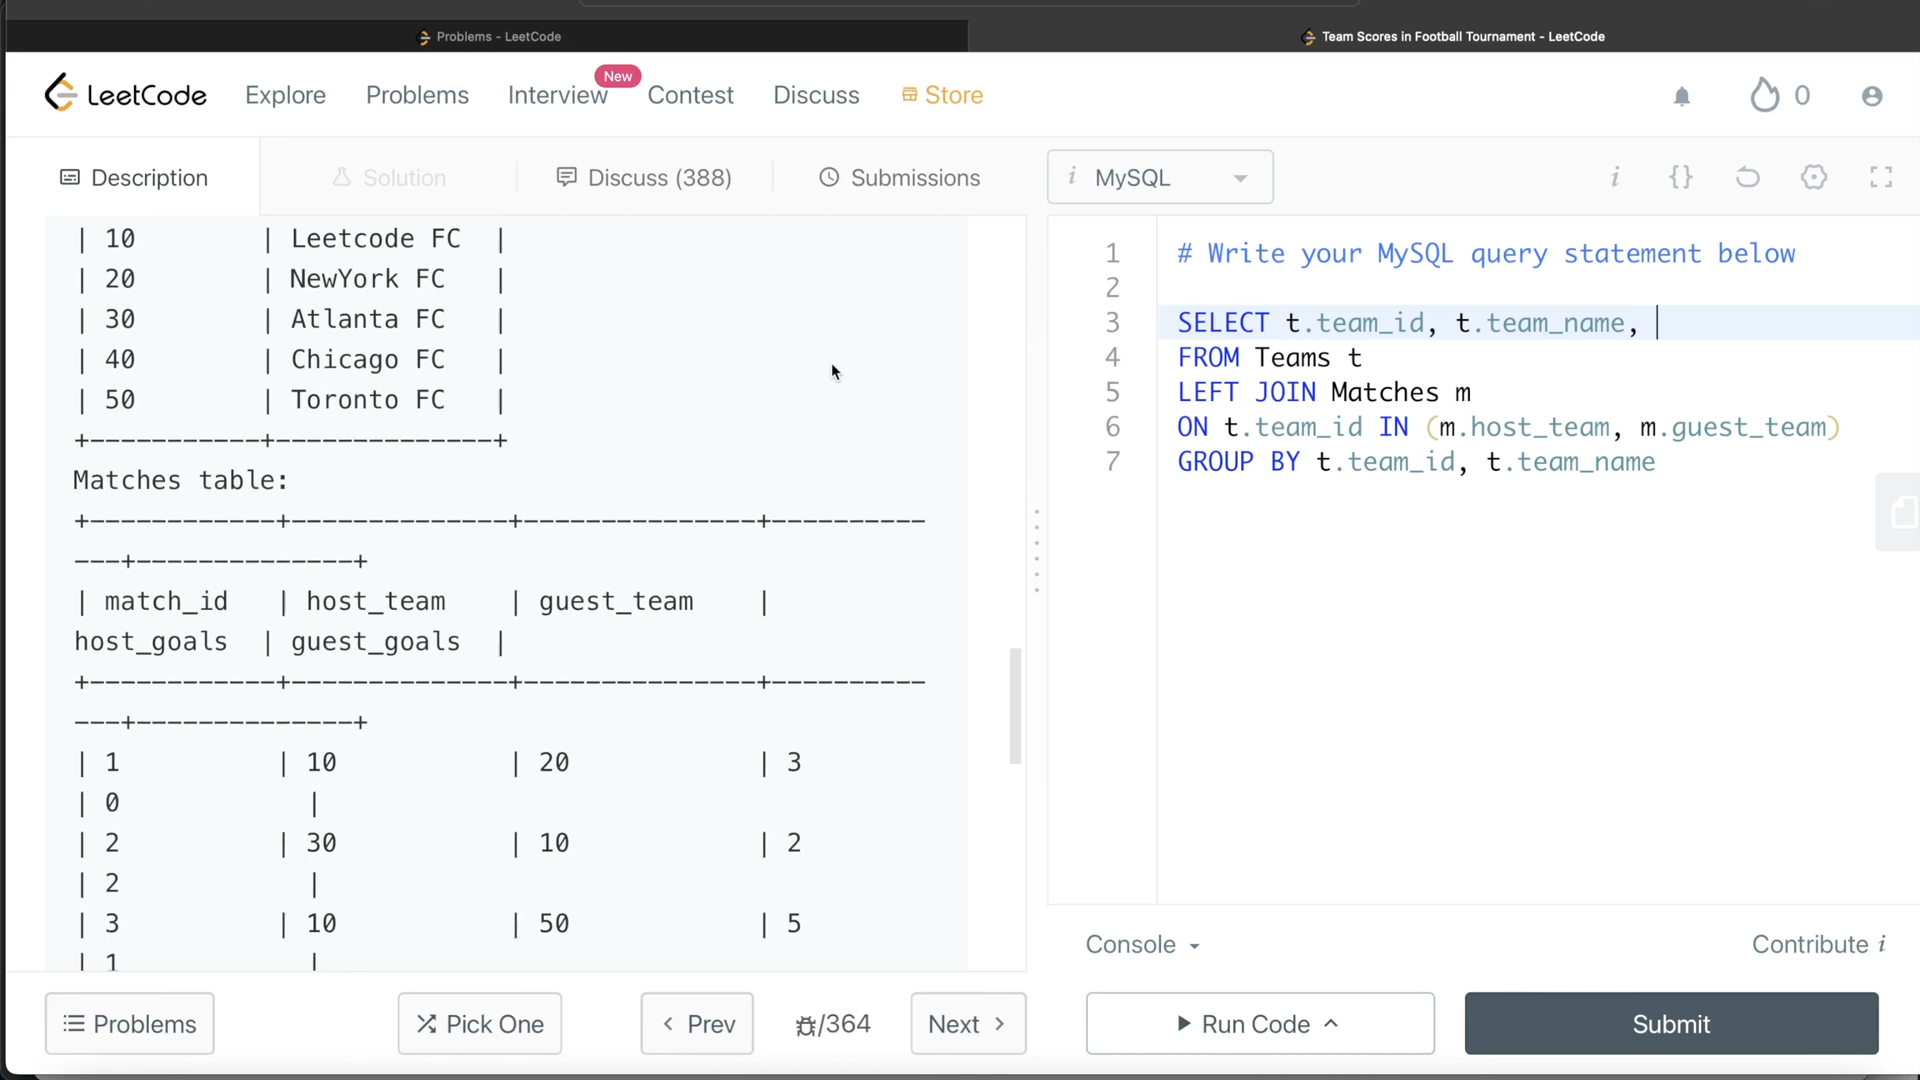 Problems - LeetCode
Team Scores in Football Tournament - LeetCode
LeetCode Explore Problems Interview New Contest Discuss Store 0
Description Solution Discuss (388) Submissions
| 10 | Leetcode FC |
| 20 | NewYork FC |
| 30 | Atlanta FC |
| 40 | Chicago FC |
| 50 | Toronto FC |
+-----------+--------------+
Matches table:
+------------+--------------+---------------+----------
---+--------------+
| match_id | host_team | guest_team |
host_goals | guest_goals |
+------------+--------------+---------------+----------
---+--------------+
| 1 | 10 | 20 | 3
| 0 |
| 2 | 30 | 10 | 2
| 2 |
| 3 | 10 | 50 | 5
| 1 |
Problems Pick One Prev /364 Next
i MySQL i {}
1 # Write your MySQL query statement below
2
3 SELECT t.team_id, t.team_name,
4 FROM Teams t
5 LEFT JOIN Matches m
6 ON t.team_id IN (m.host_team, m.guest_team)
7 GROUP BY t.team_id, t.team_name
Console Contribute i
Run Code Submit